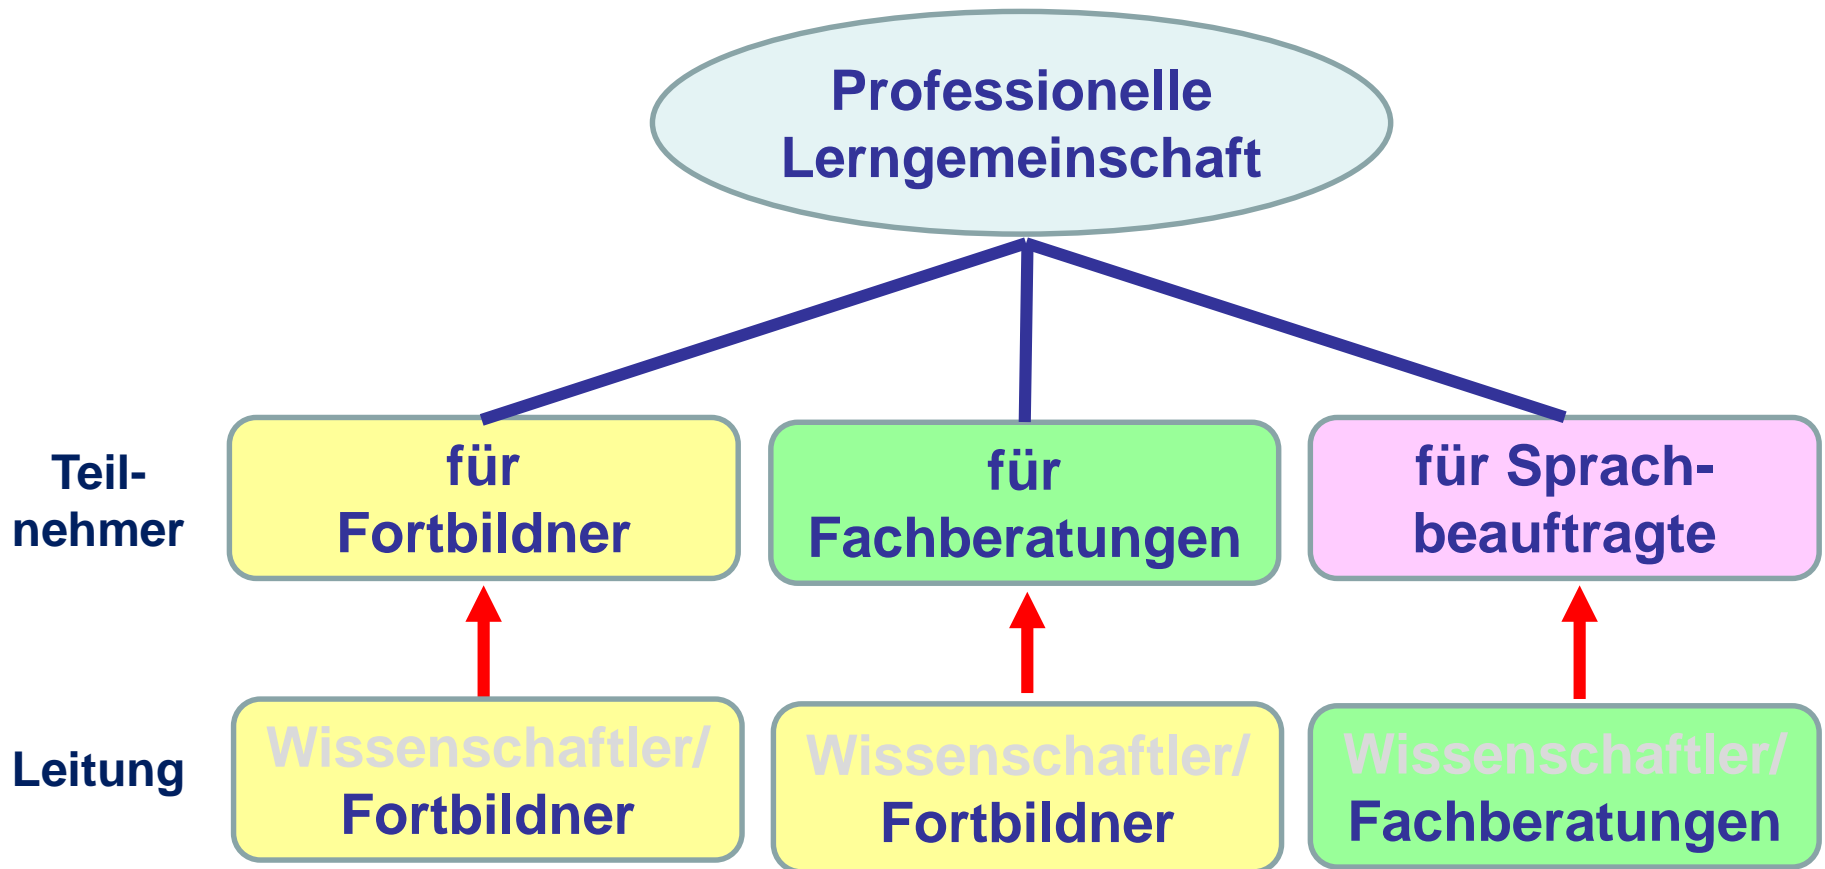 Professionelle
Lerngemeinschaft
Teil-
nehmer
für
Fortbildner
für
Fachberatungen
für Sprach-
beauftragte
Leitung
Wissenschaftler/
Fortbildner
Wissenschaftler/
Fortbildner
Wissenschaftler/
Fachberatungen